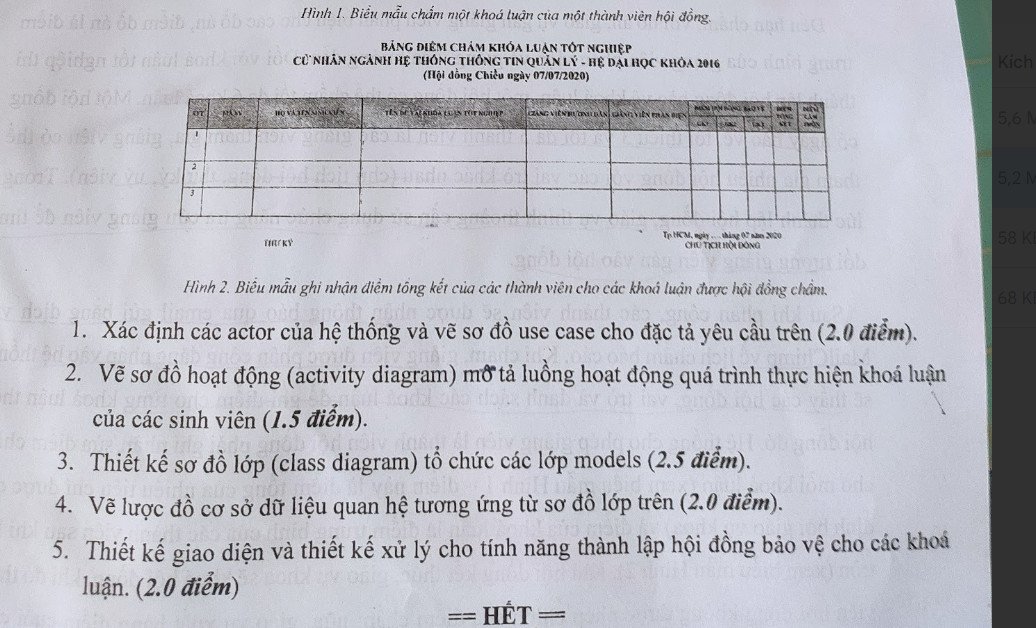 Hình 1. Biểu mẫu chấm một khoá luận của một thành viên hội đồng.
BẢNG ĐIỂM CHẤM KHÓA LUẬN TỐT NGHIỆP
CỬ NHÂN NGÀNH HỆ THỐNG THÔNG TIN QUẢN LÝ - HỆ ĐẠI HỌC KHÓA 2016
(Hội đồng Chiều ngày 07/07/2020)
STT HỌ VÀ TÊN SINH VIÊN TÊN ĐỀ TÀI KHÓA LUẬN TỐT NGHIỆP GIẢNG VIÊN HƯỚNG DẪN GIẢNG VIÊN PHẢN BIỆN
1
2
3
Tp HCM, ngày .... tháng 07 năm 2020
THƯ KÝ CHỦ TỊCH HỘI ĐỒNG
Hình 2. Biểu mẫu ghi nhận điểm tổng kết của các thành viên cho các khoá luận được hội đồng chấm.
1. Xác định các actor của hệ thống và vẽ sơ đồ use case cho đặc tả yêu cầu trên (2.0 điểm).
2. Vẽ sơ đồ hoạt động (activity diagram) mô tả luồng hoạt động quá trình thực hiện khoá luận
của các sinh viên (1.5 điểm).
3. Thiết kế sơ đồ lớp (class diagram) tổ chức các lớp models (2.5 điểm).
4. Vẽ lược đồ cơ sở dữ liệu quan hệ tương ứng từ sơ đồ lớp trên (2.0 điểm).
5. Thiết kế giao diện và thiết kế xử lý cho tính năng thành lập hội đồng bảo vệ cho các khoá
luận. (2.0 điểm)
== HẾT ==
Kích
5,6 M
5,2 M
58 KI
68 KI